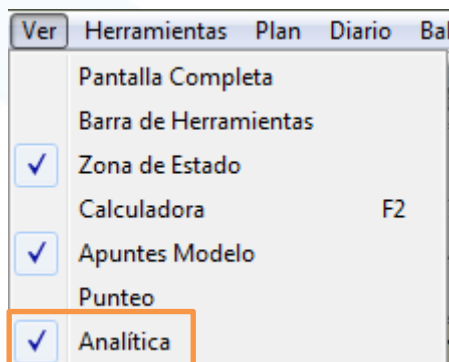 Ver Herramientas Plan Diario
Pantalla Completa
Barra de Herramientas
Zona de Estado
Calculadora F2
Apuntes Modelo
Punteo
Analítica